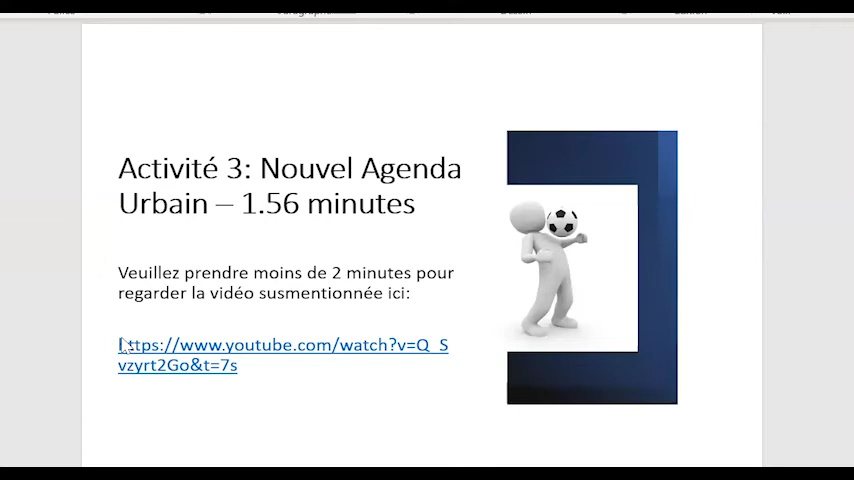 Activité 3: Nouvel Agenda
Urbain – 1.56 minutes
Veuillez prendre moins de 2 minutes pour
regarder la vidéo susmentionnée ici:
https://www.youtube.com/watch?v=Q_S
vzyrt2Go&t=7s